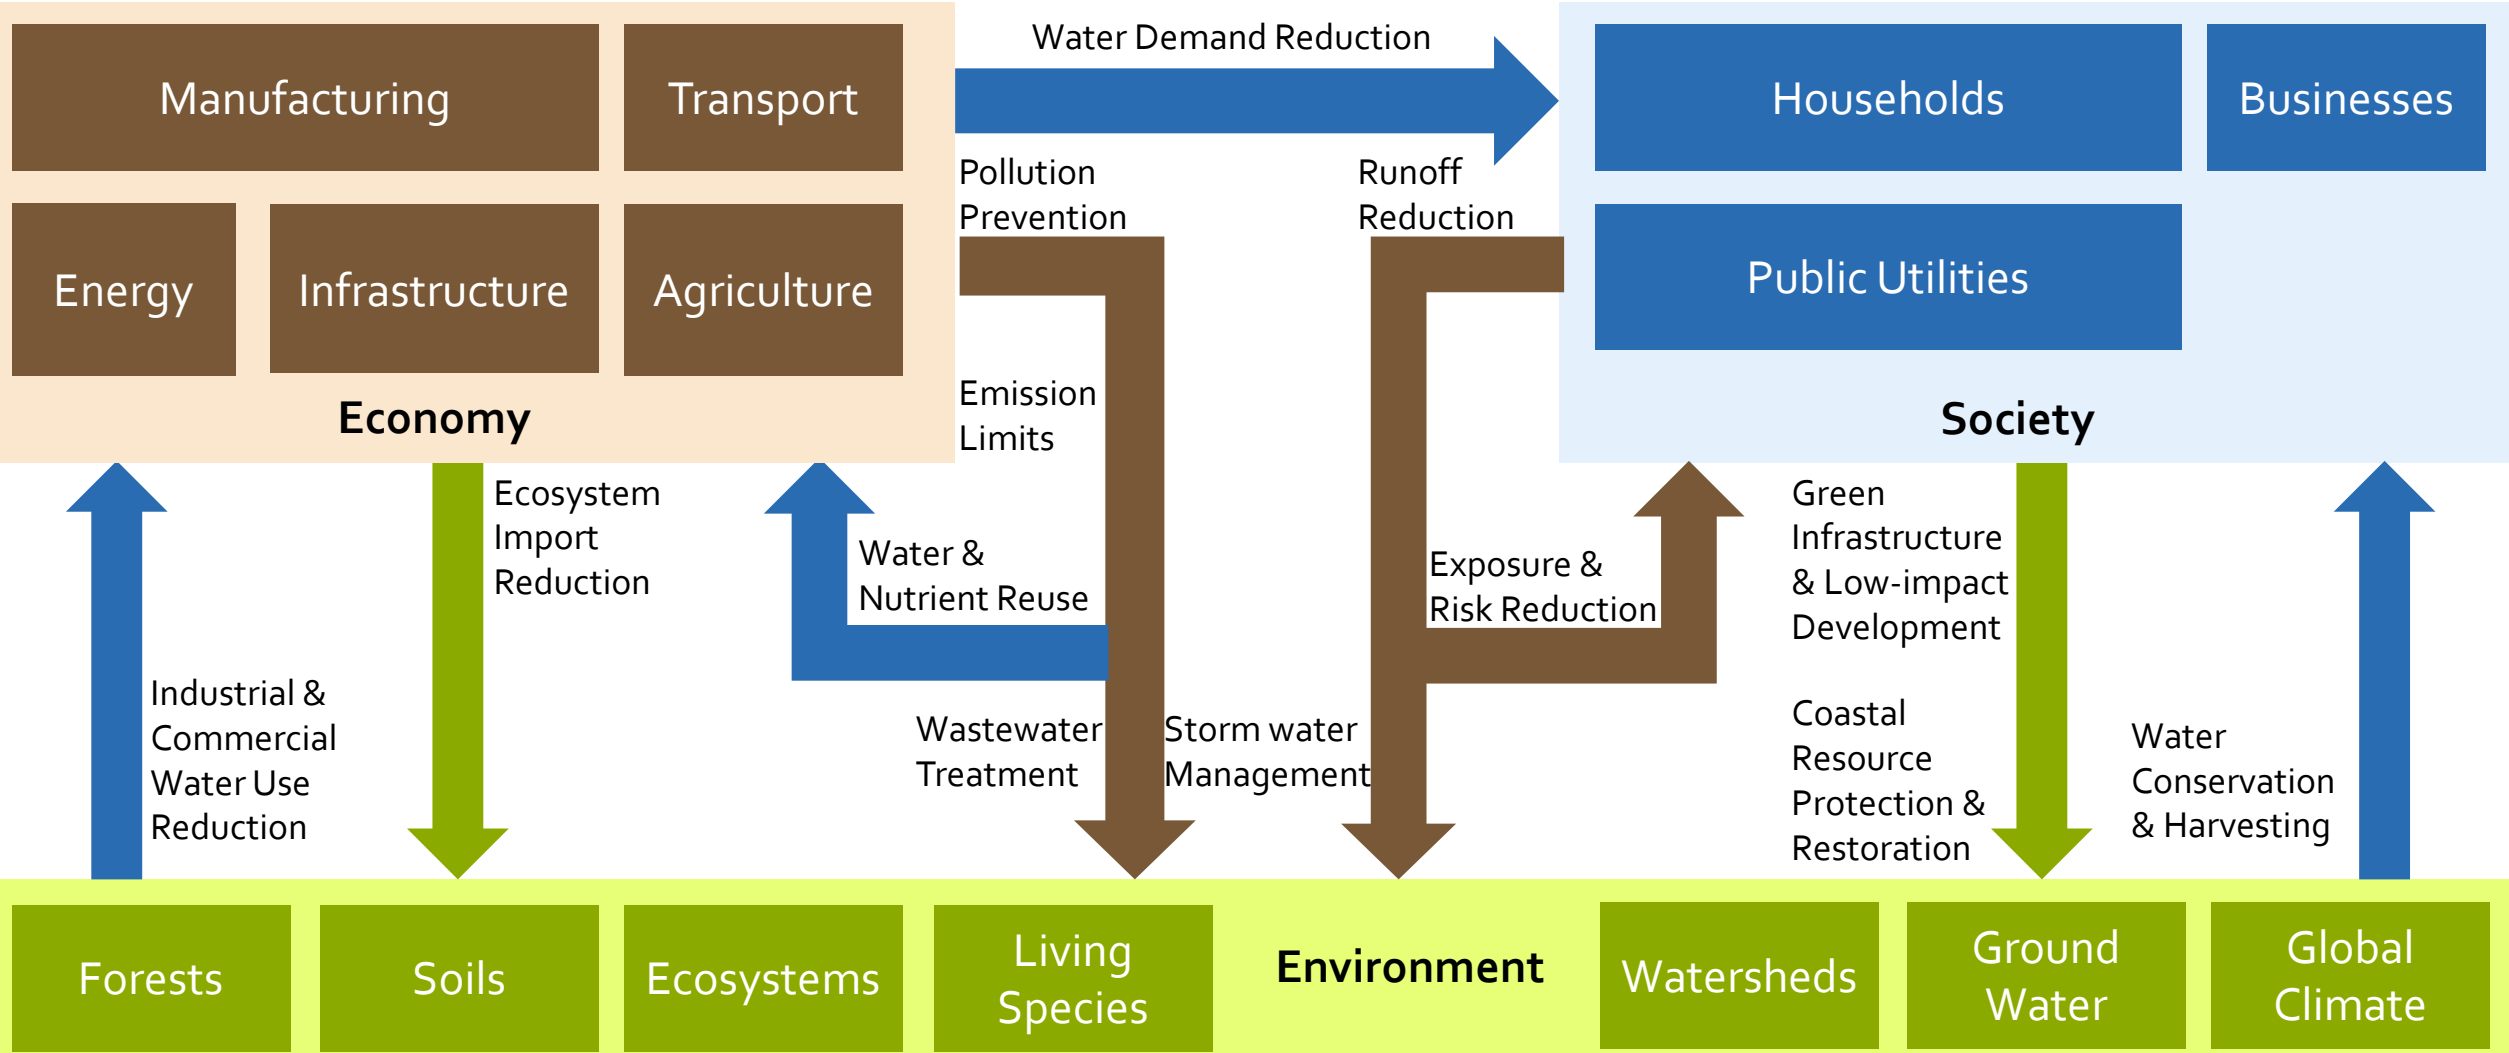 Manufacturing
Transport
Energy
Infrastructure
Agriculture
Economy
Water Demand Reduction
Households
Businesses
Public Utilities
Society
Pollution
Prevention
Runoff
Reduction
Emission
Limits
Ecosystem
Import
Reduction
Water &
Nutrient Reuse
Exposure &
Risk Reduction
Green
Infrastructure
& Low-impact
Development
Industrial &
Commercial
Water Use
Reduction
Wastewater
Treatment
Storm water
Management
Coastal
Resource
Protection &
Restoration
Water
Conservation
& Harvesting
Forests
Soils
Ecosystems
Living
Species
Environment
Watersheds
Ground
Water
Global
Climate